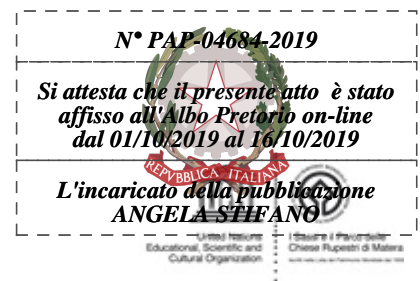 N° PAP-04684-2019
Si attesta che il presente atto è stato
affisso all'Albo Pretorio on-line
dal 01/10/2019 al 16/10/2019
REPVBBLICA ITALIANA
L'incaricato della pubblicazione
ANGELA STIFANO
United Nations
Educational, Scientific and
Cultural Organization
I Sassi e il Parco delle
Chiese Rupestri di Matera